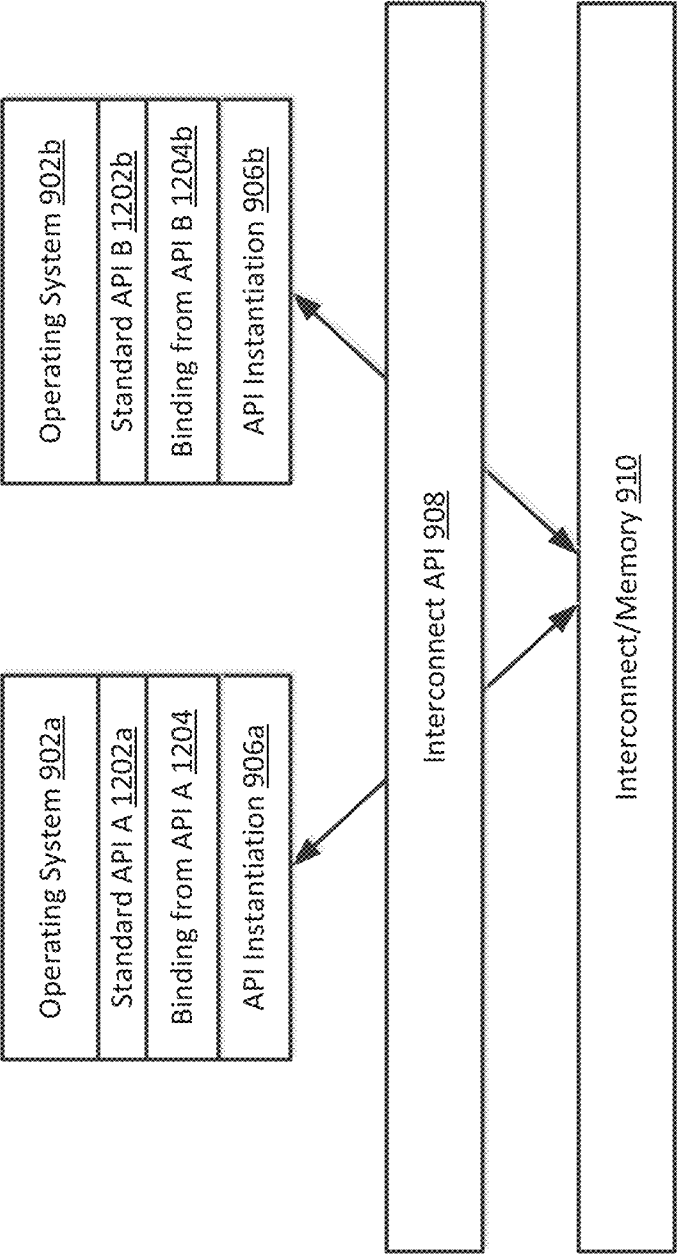 Operating System 902a
Standard API A 1202a
Binding from API A 1204
API Instantiation 906a
Operating System 902b
Standard API B 1202b
Binding from API B 1204b
API Instantiation 906b
Interconnect API 908
Interconnect/Memory 910